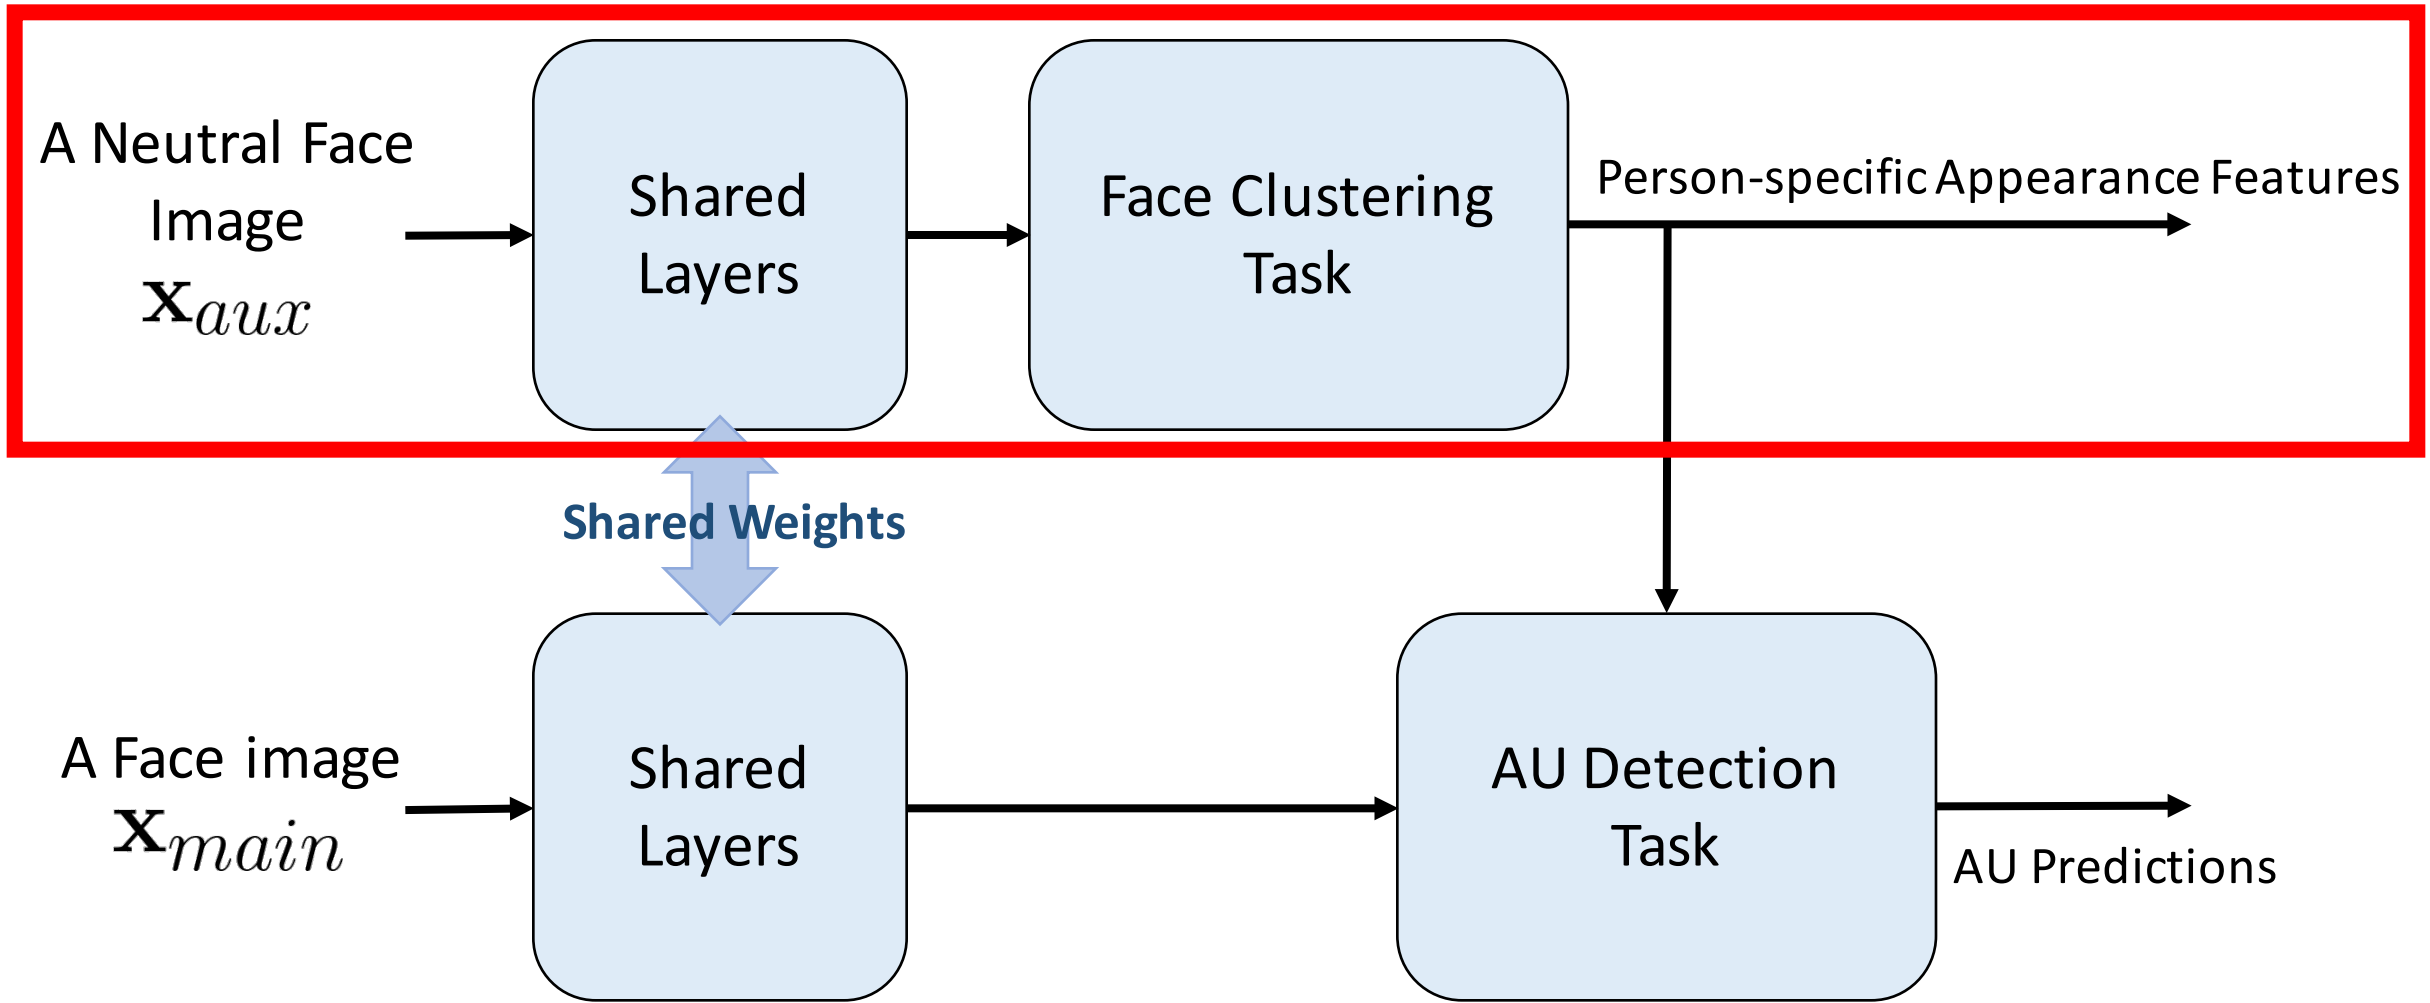 A Neutral Face
Image
x_aux
Shared
Layers
Face Clustering
Task
Person-specific Appearance Features
Shared Weights
A Face image
x_main
Shared
Layers
AU Detection
Task
AU Predictions